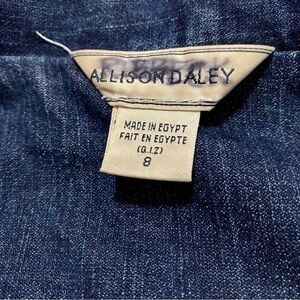 ALLISON DALEY
MADE IN EGYPT
FAIT EN EGYPTE
(Q.I.Z)
8